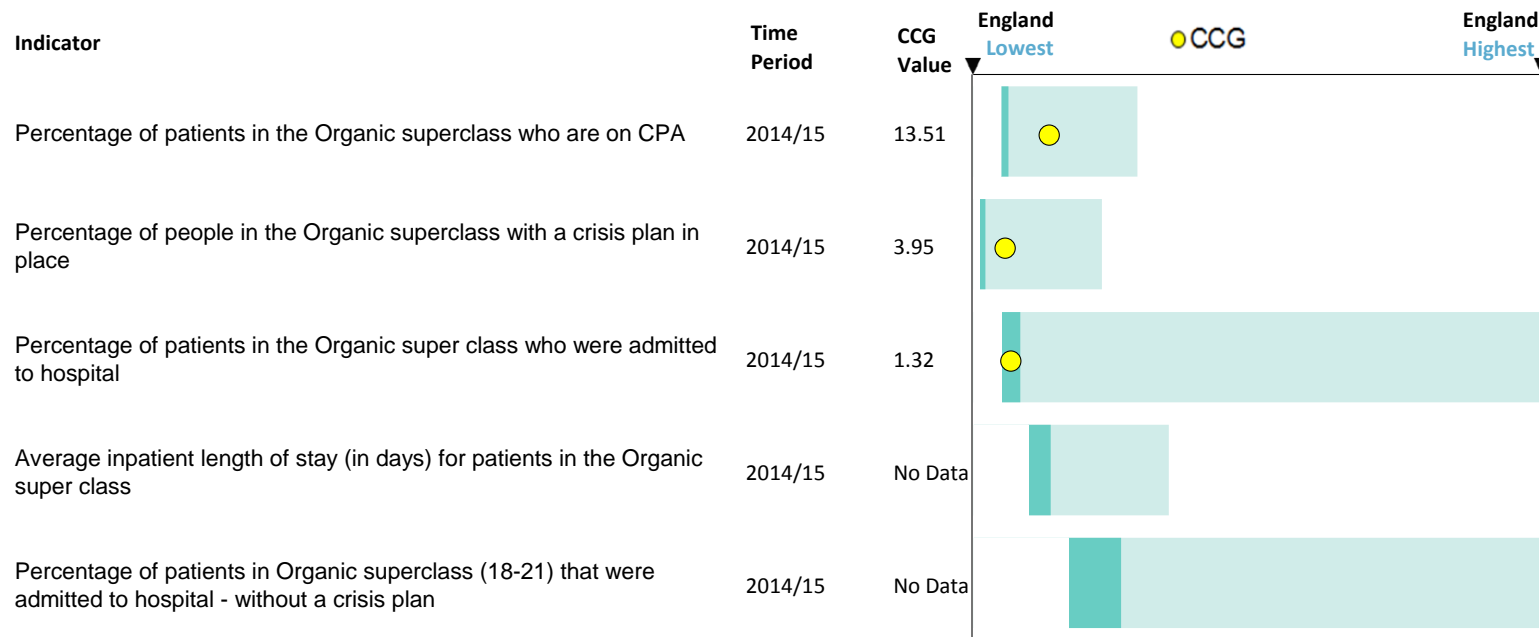 Indicator
Time
Period
CCG
Value
England
Lowest
CCG
England
Highest
Percentage of patients in the Organic superclass who are on CPA
2014/15
13.51
Percentage of people in the Organic superclass with a crisis plan in
place
2014/15
3.95
Percentage of patients in the Organic super class who were admitted
to hospital
2014/15
1.32
Average inpatient length of stay (in days) for patients in the Organic
super class
2014/15
No Data
Percentage of patients in Organic superclass (18-21) that were
admitted to hospital - without a crisis plan
2014/15
No Data